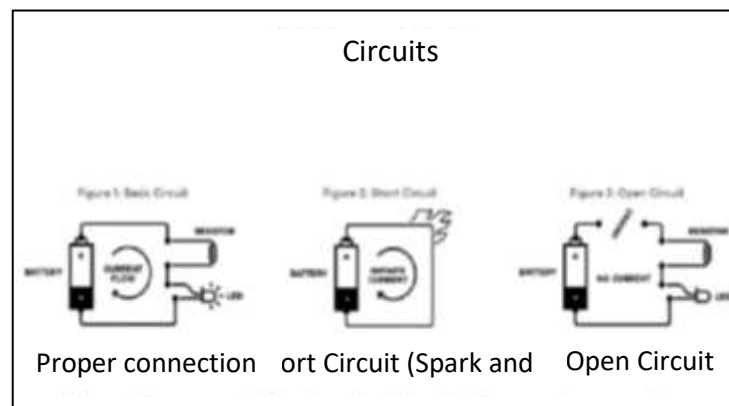 Circuits
Figure 1: Basic Circuit
Figure 2: Short Circuit
Figure 3: Open Circuit
RESISTOR
RESISTOR
BATTERY
CURRENT
FLOW
LED
BATTERY
INFINITE
CURRENT
BATTERY
NO CURRENT
LED
Proper connection
ort Circuit (Spark and
Open Circuit